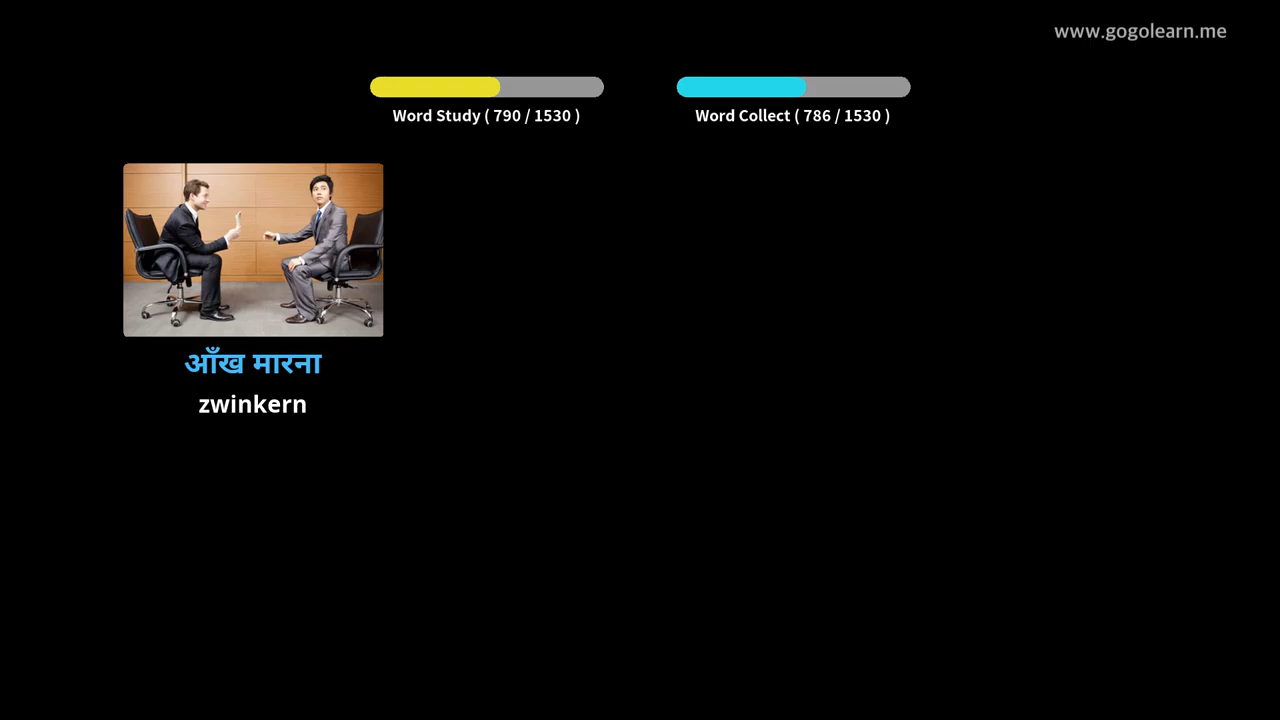 www.gogolearn.me
Word Study ( 790 / 1530 )
Word Collect ( 786 / 1530 )
आँख मारना
zwinkern